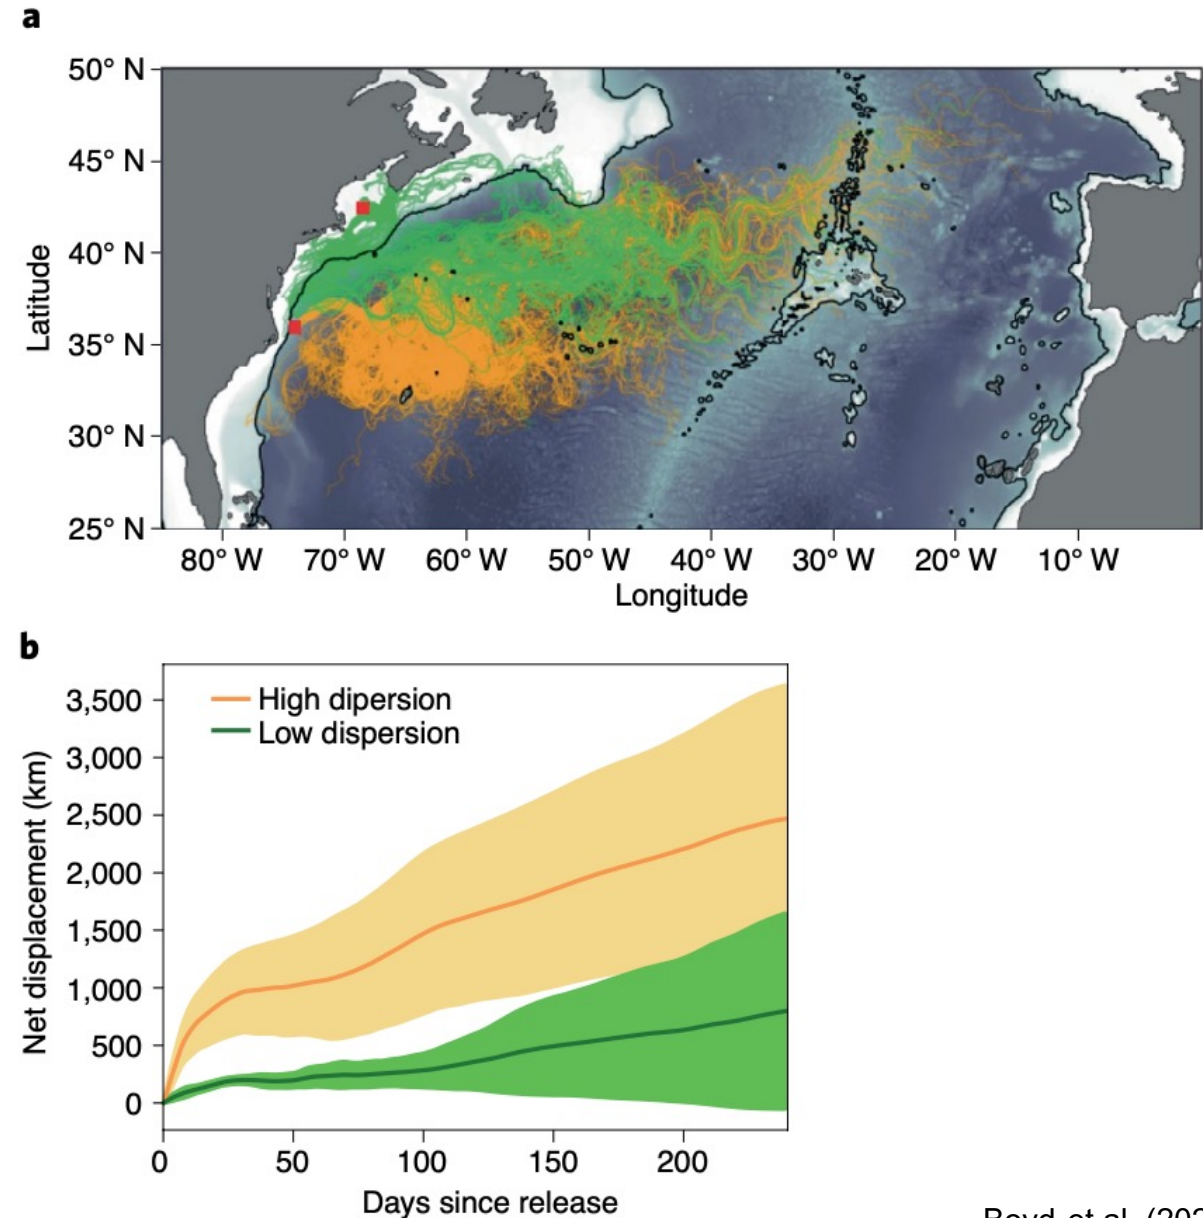 a
50° N
45° N
40° N
35° N
30° N
25° N
Latitude
80° W 70° W 60° W 50° W 40° W 30° W 20° W 10° W
Longitude
b
3,500
3,000
2,500
2,000
1,500
1,000
500
0
Net displacement (km)
High dipersion
Low dispersion
0 50 100 150 200
Days since release
et al.